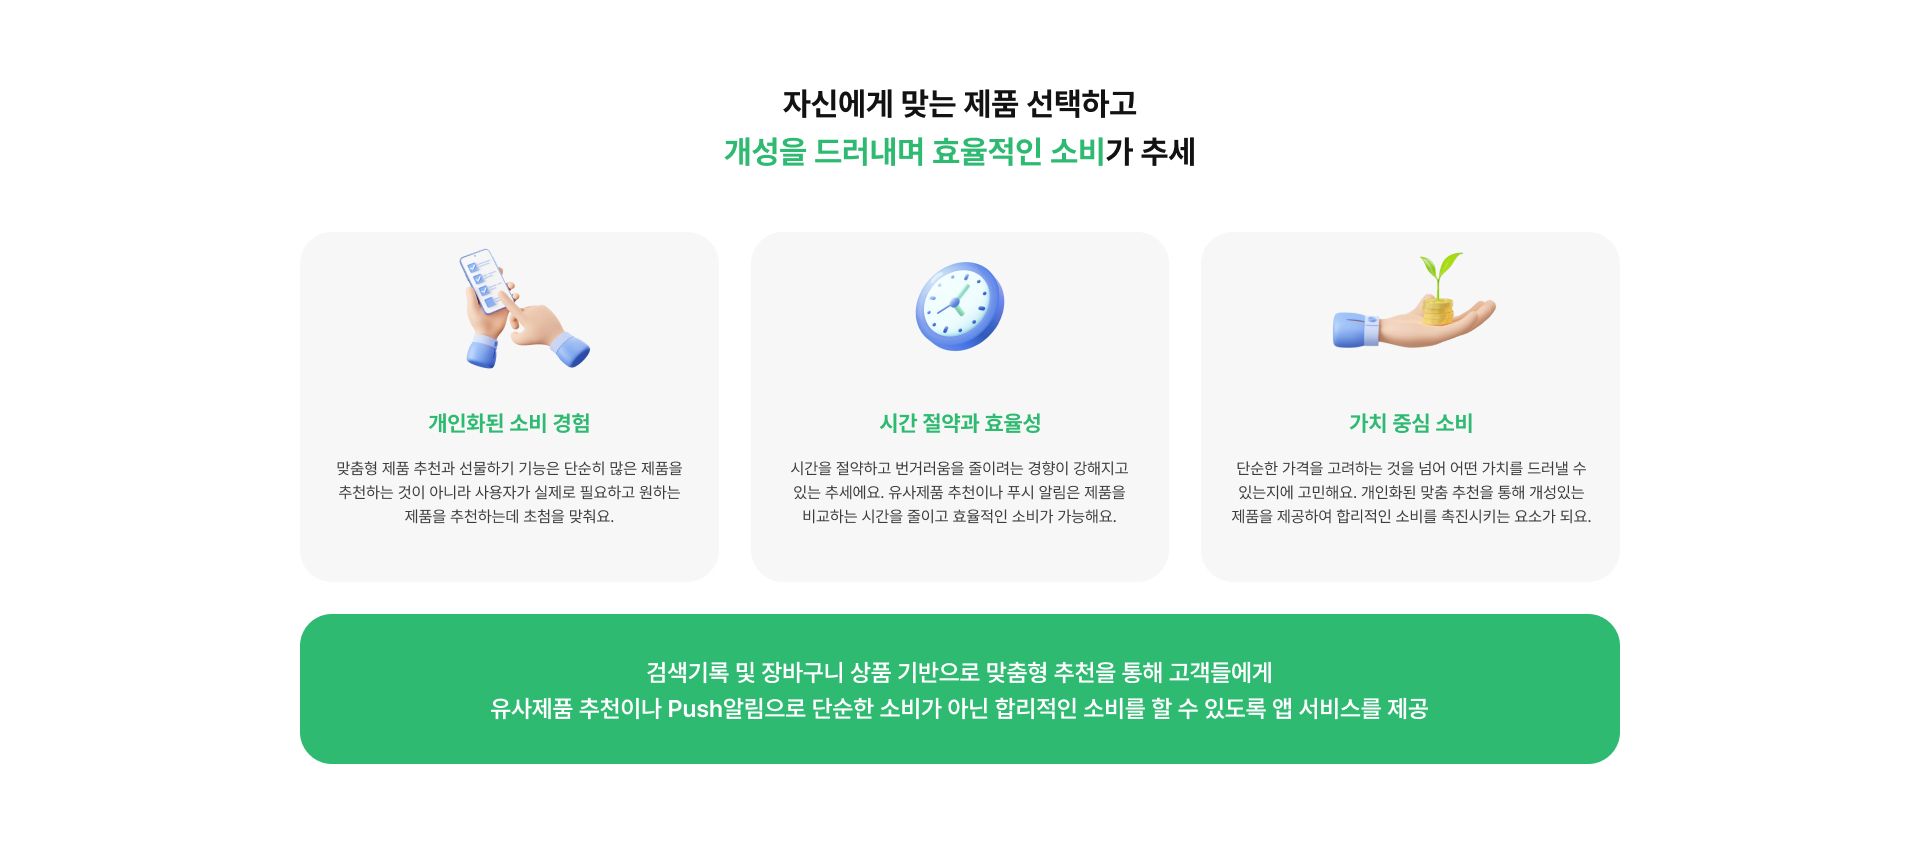 자신에게 맞는 제품 선택하고
개성을 드러내며 효율적인 소비가 추세
개인화된 소비 경험
맞춤형 제품 추천과 선물하기 기능은 단순히 많은 제품을
추천하는 것이 아니라 사용자가 실제로 필요하고 원하는
제품을 추천하는데 초첨을 맞춰요.
시간 절약과 효율성
시간을 절약하고 번거러움을 줄이려는 경향이 강해지고
있는 추세에요. 유사제품 추천이나 푸시 알림은 제품을
비교하는 시간을 줄이고 효율적인 소비가 가능해요.
가치 중심 소비
단순한 가격을 고려하는 것을 넘어 어떤 가치를 드러낼 수
있는지에 고민해요. 개인화된 맞춤 추천을 통해 개성있는
제품을 제공하여 합리적인 소비를 촉진시키는 요소가 되요.
검색기록 및 장바구니 상품 기반으로 맞춤형 추천을 통해 고객들에게
유사제품 추천이나 Push알림으로 단순한 소비가 아닌 합리적인 소비를 할 수 있도록 앱 서비스를 제공